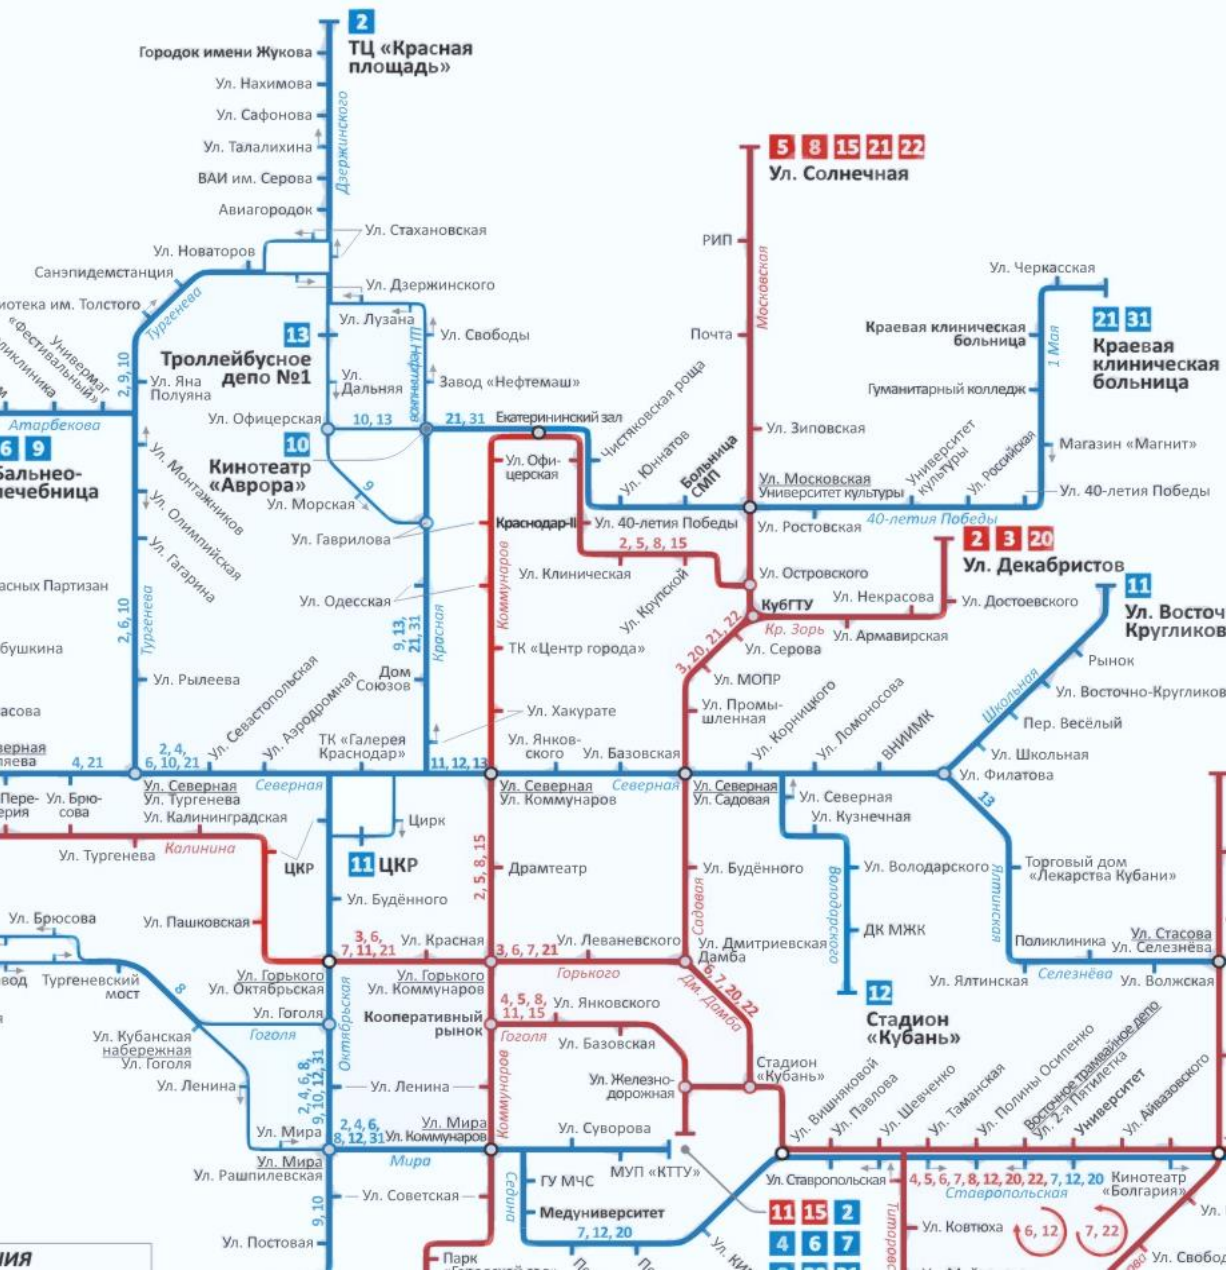 2
ТЦ «Красная
площадь»
Городок имени Жукова
Ул. Нахимова
Ул. Сафонова
Ул. Талалихина
ВАИ им. Серова
Авиагородок
Дзержинского
Ул. Стахановская
Ул. Новаторов
Санэпидемстанция
Ул. Дзержинского
иотека им. Толстого
Тургенева
«Фестивальный»
Универмаг
оликлиника
Ул. Лузана
13
Троллейбусное
депо №1
Ул. Свободы
Завод «Нефтемаш»
Ул.
Дальняя
2, 9, 10
Ул. Яна
Полуяна
Ул. Офицерская
10, 13
21, 31
Екатерининский зал
Атарбекова
6 9
Бальнео-
лечебница
10
Кинотеатр
«Аврора»
9
Ул. Морская
Ул. Гаврилова
Ул. Монтажников
Ул. Олимпийская
Ул. Гагарина
Ул. Одесская
асных Партизан
2, 6, 10
Тургенева
бушкина
Ул. Рылеева
асова
9, 13,
21, 31
Красная
Дом
Союзов
Ул. Севастопольская
Ул. Аэродромная
ТК «Галерея
Краснодар»
5 8 15 21 22
Ул. Солнечная
РИП
Московская
Почта
Ул. Зиповская
Ул. Московская
Университет культуры
Ул. Ростовская
Чистяковская роща
Ул. Юннатов
Больница
СМП
Университет
культуры
Ул. Российская
40-летия Победы
Ул. Черкасская
21 31
Краевая
клиническая
больница
Краевая клиническая
больница
1 Мая
Гуманитарный колледж
Магазин «Магнит»
Ул. 40-летия Победы
Ул. Офи-
церская
Краснодар-II
Ул. 40-летия Победы
2, 5, 8, 15
Ул. Клиническая
Ул. Крупской
Коммунаров
ТК «Центр города»
Ул. Хакурате
Ул. Островского
КубГТУ
Кр. Зорь
3, 20, 21, 22
Ул. Серова
Ул. МОПР
Ул. Промы-
шленная
2 3 20
Ул. Декабристов
Ул. Некрасова
Ул. Достоевского
Ул. Армавирская
11
Ул. Восточ
Кругликов
Рынок
Ул. Восточно-Кругликов
Школьная
Пер. Весёлый
Ул. Школьная
Ул. Филатова
4, 21
2, 4,
6, 10, 21
Ул. Северная
Ул. Тургенева
Северная
11, 12, 13
Ул. Янков-
ского
Ул. Базовская
Ул. Северная
Ул. Коммунаров
Северная
Ул. Северная
Ул. Садовая
Ул. Корницкого
Ул. Ломоносова
ВНИИМК
Ул. Северная
Ул. Кузнечная
13
Ул. Брю-
сова
Ул. Калининградская
Ул. Тургенева
Калинина
ЦКР
Цирк
11 ЦКР
Драмтеатр
2, 5, 8, 15
Ул. Будённого
Садовая
Ул. Володарского
Володарского
ДК МЖК
12
Стадион
«Кубань»
Торговый дом
«Лекарства Кубани»
Ялтинская
Поликлиника
Ул. Стасова
Ул. Селезнёва
Ул. Ялтинская
Селезнёва
Ул. Волжская
Ул. Будённого
Ул. Брюсова
Ул. Пашковская
3, 6,
7, 11, 21
Ул. Красная
3, 6, 7, 21
Ул. Леваневского
Ул. Дмитриевская
Дамба
6, 7, 20, 22
Дм. Дамба
вод
Тургеневский
мост
8
Ул. Горького
Ул. Октябрьская
Ул. Горького
Ул. Коммунаров
Горького
Ул. Гоголя
Кооперативный
рынок
4, 5, 8,
11, 15
Ул. Янковского
Гоголя
Октябрьская
Гоголя
Ул. Базовская
Ул. Кубанская
набережная
Ул. Гоголя
Ул. Ленина
2, 4, 6, 8,
9, 10, 12, 31
Ул. Ленина
Коммунаров
Ул. Железно-
дорожная
Стадион
«Кубань»
Ул. Мира
2, 4, 6,
8, 12, 31
Ул. Мира
Ул. Коммунаров
Ул. Суворова
Ул. Мира
Ул. Рашпилевская
Мира
МУП «КТТУ»
Ул. Вишняковой
Ул. Павлова
Ул. Шевченко
Ул. Таманская
Ул. Полины Осипенко
Восточное трамвайное депо
Ул. 2-я Пятилетка
Университет
Ул. Айвазовского
Ул. Ставропольская
4, 5, 6, 7, 8, 12, 20, 22, 7, 12, 20
Ставропольская
Кинотеатр
«Болгария»
Седина
ГУ МЧС
Медуниверситет
7, 12, 20
Ул. Советская
9, 10
Ул. Постовая
Парк
11 15 2
4 6 7
Ул. Ковтюха
6, 12
7, 22
Ул. Свобод
ИЯ